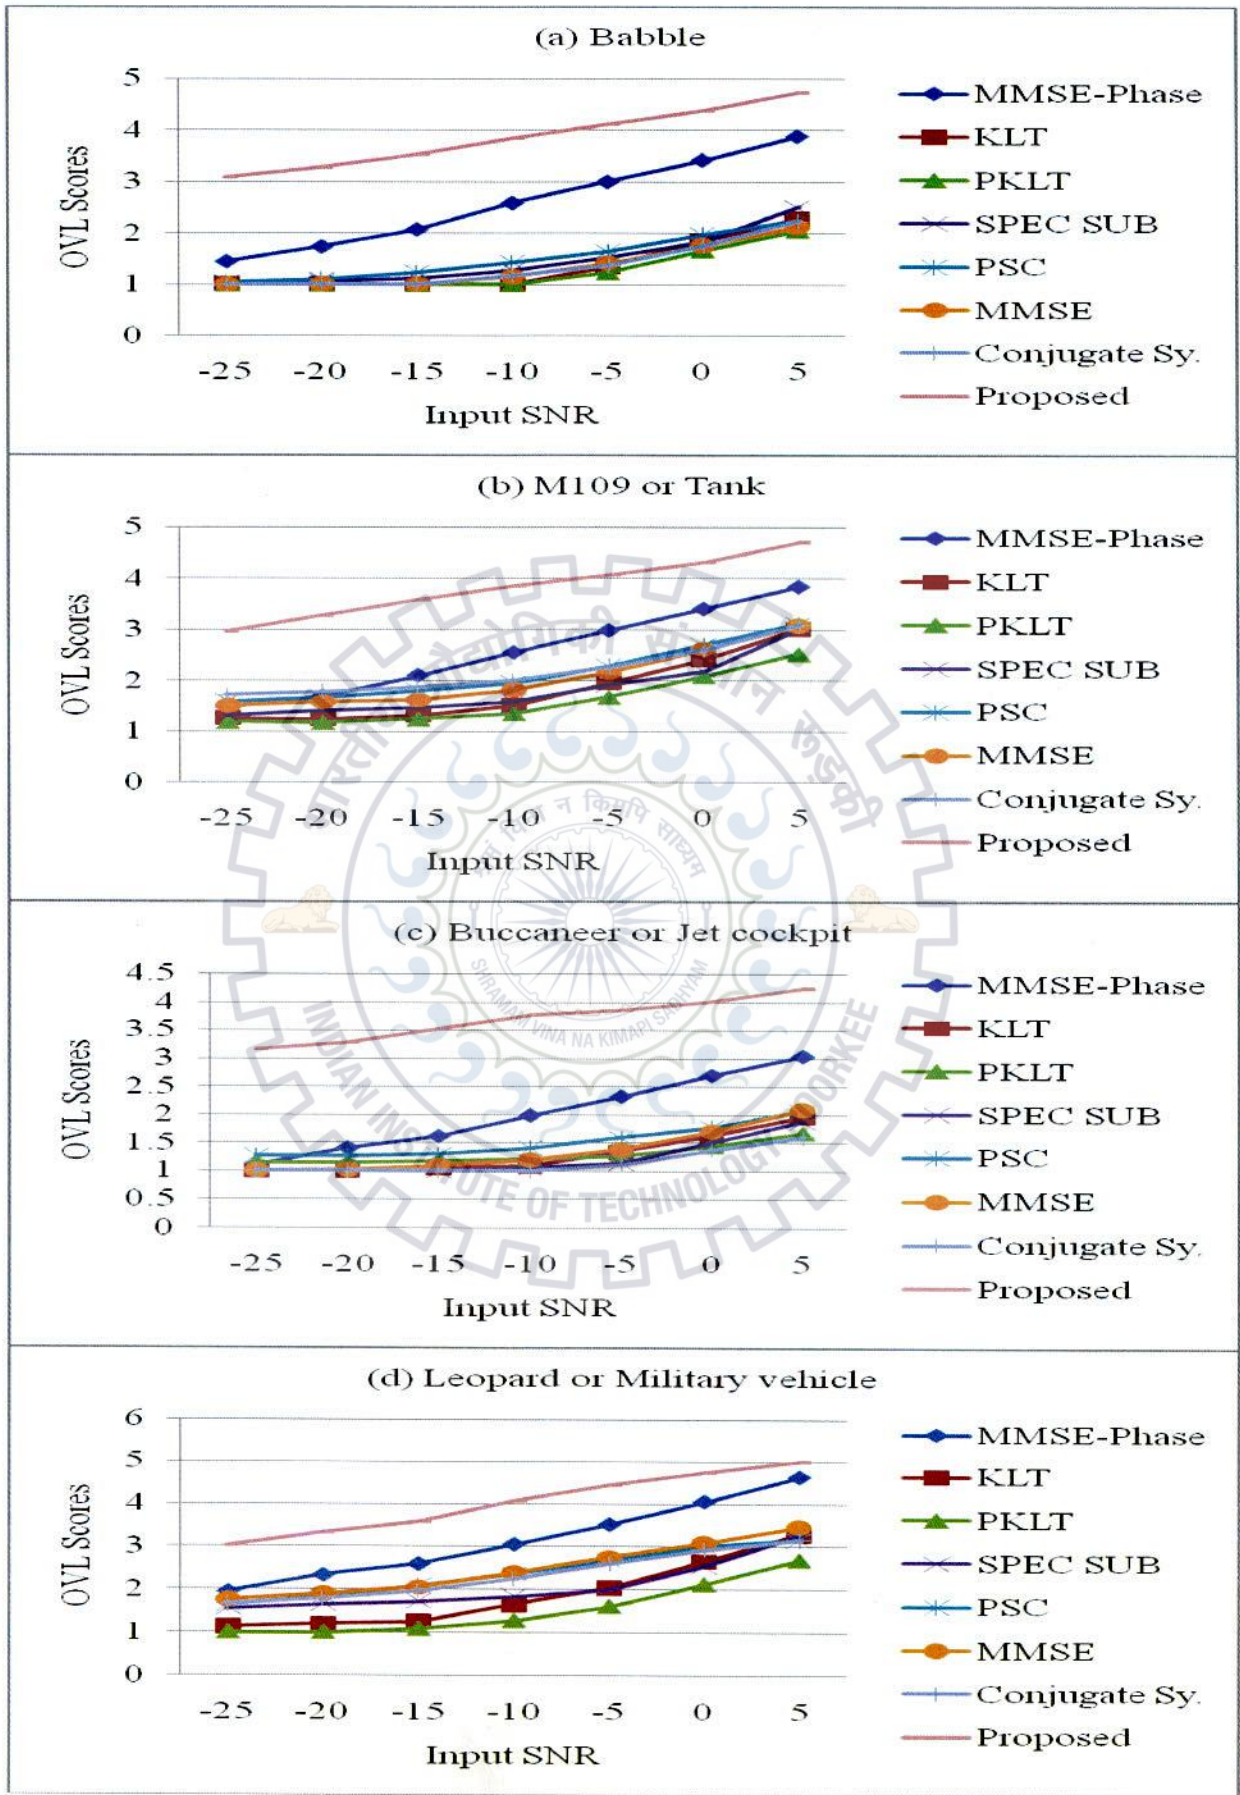 (a) Babble
OVL Scores
5
4
3
2
1
0
-25 -20 -15 -10 -5 0 5
Input SNR
MMSE-Phase
KLT
PKLT
SPEC SUB
PSC
MMSE
Conjugate Sy.
Proposed
(b) M109 or Tank
OVL Scores
5
4
3
2
1
0
-25 -20 -15 -10 -5 0 5
Input SNR
MMSE-Phase
KLT
PKLT
SPEC SUB
PSC
MMSE
Conjugate Sy.
Proposed
(c) Buccaneer or Jet cockpit
OVL Scores
4.5
4
3.5
3
2.5
2
1.5
1
0.5
0
-25 -20 -15 -10 -5 0 5
Input SNR
MMSE-Phase
KLT
PKLT
SPEC SUB
PSC
MMSE
Conjugate Sy.
Proposed
(d) Leopard or Military vehicle
OVL Scores
6
5
4
3
2
1
0
-25 -20 -15 -10 -5 0 5
Input SNR
MMSE-Phase
KLT
PKLT
SPEC SUB
PSC
MMSE
Conjugate Sy.
Proposed
SHRAMAM VINA NA KIMAPI SADHYAM
INDIAN INSTITUTE OF TECHNOLOGY ROORKEE